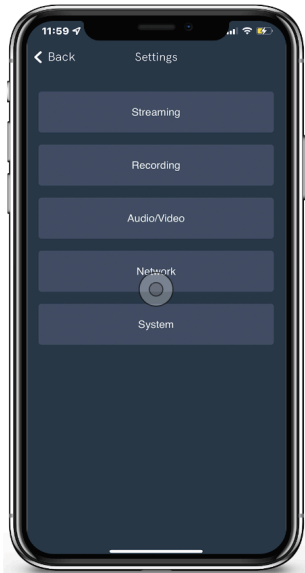 11:59
Back
Settings
Streaming
Recording
Audio/Video
Network
System